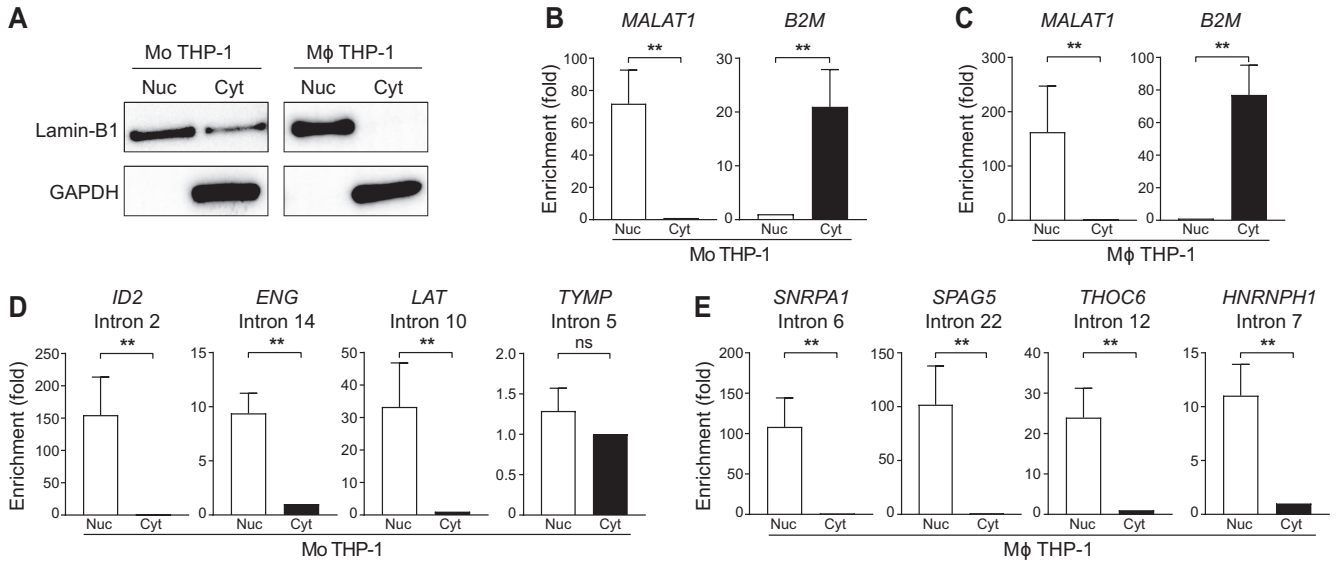 A
Mo THP-1
Mϕ THP-1
Nuc Cyt
Nuc Cyt
Lamin-B1
GAPDH
B
MALAT1
B2M
**
**
Enrichment (fold)
100
80
60
40
20
0
30
20
10
0
Nuc Cyt
Nuc Cyt
Mo THP-1
C
MALAT1
B2M
**
**
Enrichment (fold)
300
200
100
0
100
80
60
40
20
0
Nuc Cyt
Nuc Cyt
Mϕ THP-1
D
ID2
Intron 2
ENG
Intron 14
LAT
Intron 10
TYMP
Intron 5
**
**
**
ns
Enrichment (fold)
250
200
150
100
50
0
15
10
5
0
50
40
30
20
10
0
2.0
1.5
1.0
0.5
0.0
Nuc Cyt
Nuc Cyt
Nuc Cyt
Nuc Cyt
Mo THP-1
E
SNRPA1
Intron 6
SPAG5
Intron 22
THOC6
Intron 12
HNRNPH1
Intron 7
**
**
**
**
Enrichment (fold)
200
150
100
50
0
150
100
50
0
40
30
20
10
0
15
10
5
0
Nuc Cyt
Nuc Cyt
Nuc Cyt
Nuc Cyt
Mϕ THP-1